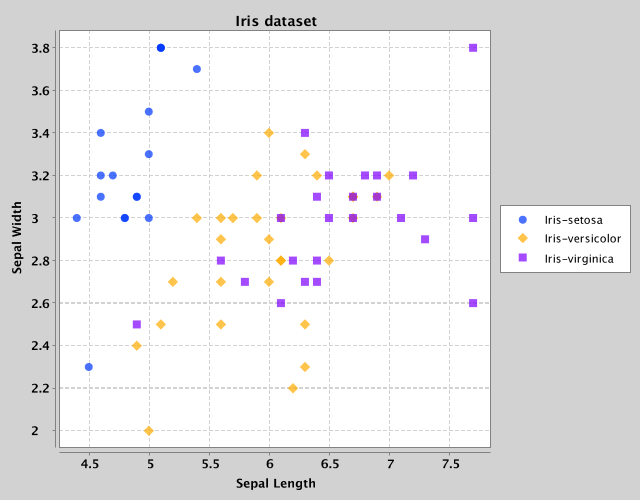 Iris dataset
3.8
3.6
3.4
3.2
3
2.8
2.6
2.4
2.2
2
Sepal Width
4.5 5 5.5 6 6.5 7 7.5
Sepal Length
Iris-setosa
Iris-versicolor
Iris-virginica